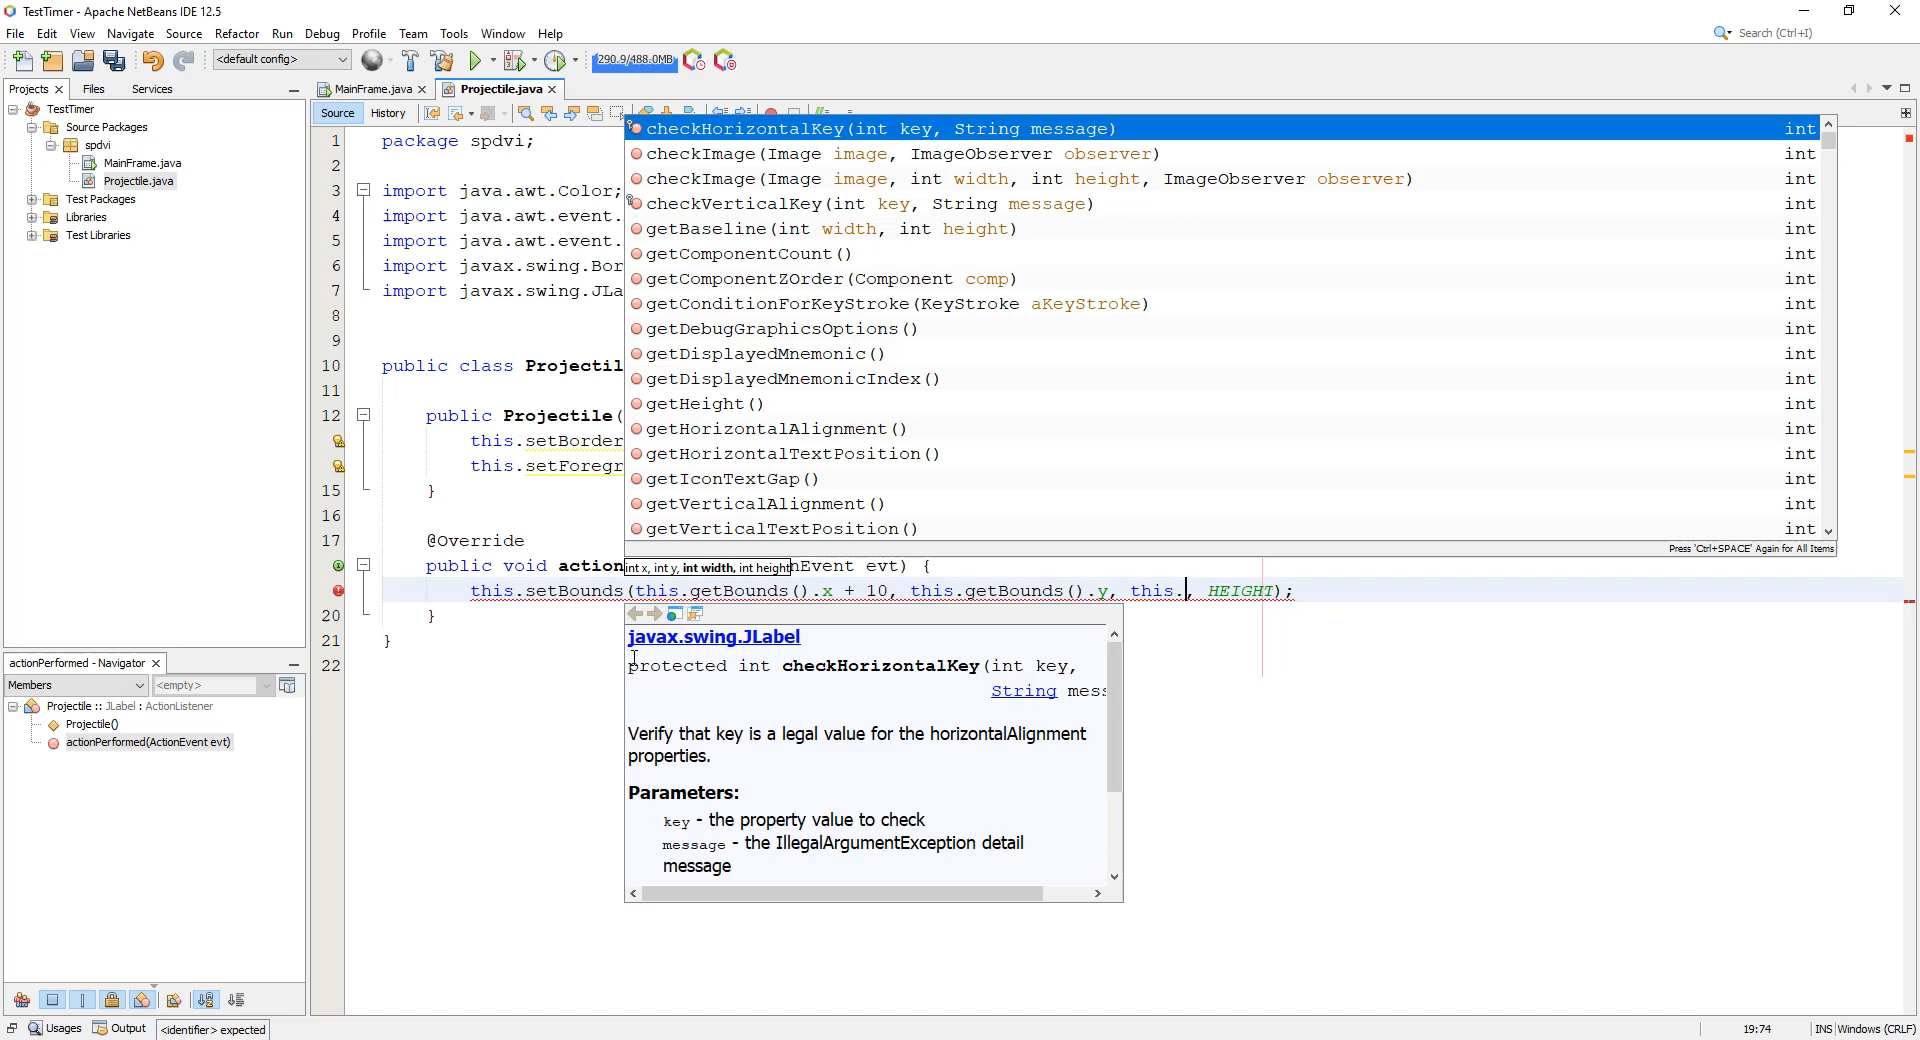 TestTimer - Apache NetBeans IDE 12.5
File Edit View Navigate Source Refactor Run Debug Profile Team Tools Window Help
Search (Ctrl+I)
<default config>
290.9/488.0MB
Projects Files Services
MainFrame.java Projectile.java
Source History
TestTimer
Source Packages
spdvi
MainFrame.java
Projectile.java
Test Packages
Libraries
Test Libraries
1 package spdvi;
2
3 import java.awt.Color;
4 import java.awt.event.
5 import java.awt.event.
6 import javax.swing.Bor
7 import javax.swing.JLa
8
9
10 public class Projectil
11
12 public Projectile(
this.setBorder
this.setForegr
15 }
16
17 @Override
public void action
nEvent evt) {
this.setBounds(this.getBounds().x + 10, this.getBounds().y, this., HEIGHT);
20 }
21 }
22
checkHorizontalKey(int key, String message) int
checkImage(Image image, ImageObserver observer) int
checkImage(Image image, int width, int height, ImageObserver observer) int
checkVerticalKey(int key, String message) int
getBaseline(int width, int height) int
getComponentCount() int
getComponentZOrder(Component comp) int
getConditionForKeyStroke(KeyStroke aKeyStroke) int
getDebugGraphicsOptions() int
getDisplayedMnemonic() int
getDisplayedMnemonicIndex() int
getHeight() int
getHorizontalAlignment() int
getHorizontalTextPosition() int
getIconTextGap() int
getVerticalAlignment() int
getVerticalTextPosition() int
Press 'Ctrl+SPACE' Again for All Items
int x, int y, int width, int height
javax.swing.JLabel
protected int checkHorizontalKey(int key,
String mess
Verify that key is a legal value for the horizontalAlignment
properties.
Parameters:
key - the property value to check
message - the IllegalArgumentException detail
message
actionPerformed - Navigator
Members <empty>
Projectile :: JLabel : ActionListener
Projectile()
actionPerformed(ActionEvent evt)
Usages Output <identifier> expected
19:74 INS Windows (CRLF)